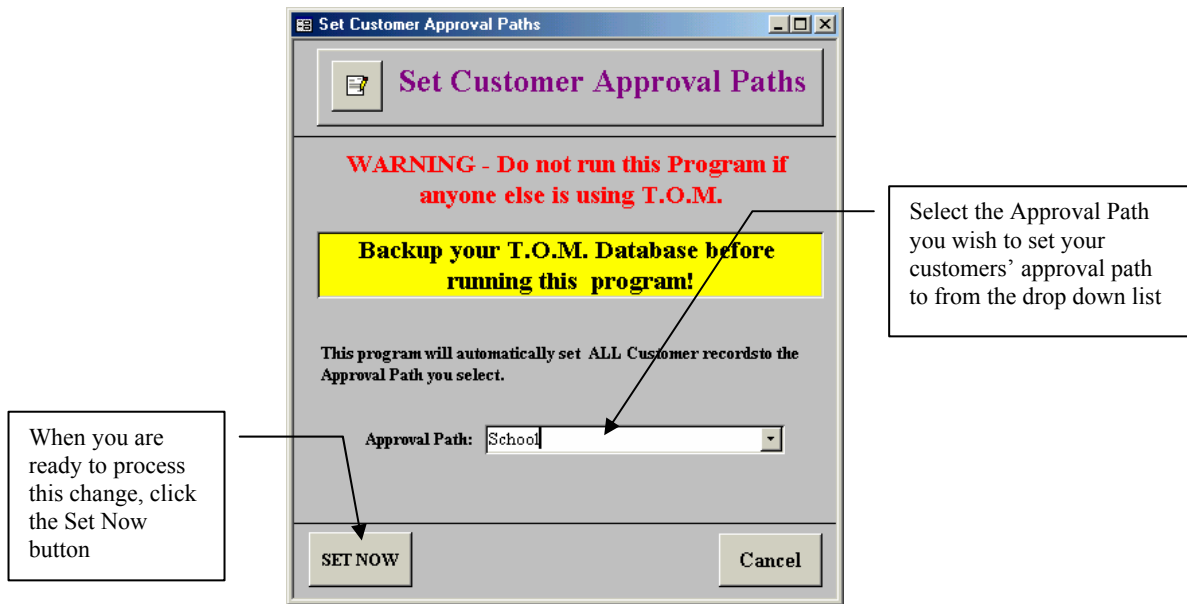 Set Customer Approval Paths
Set Customer Approval Paths
WARNING - Do not run this Program if
anyone else is using T.O.M.
Backup your T.O.M. Database before
running this program!
Select the Approval Path
you wish to set your
customers’ approval path
to from the drop down list
This program will automatically set ALL Customer recordsto the
Approval Path you select.
Approval Path: School
When you are
ready to process
this change, click
the Set Now
button
SET NOW
Cancel